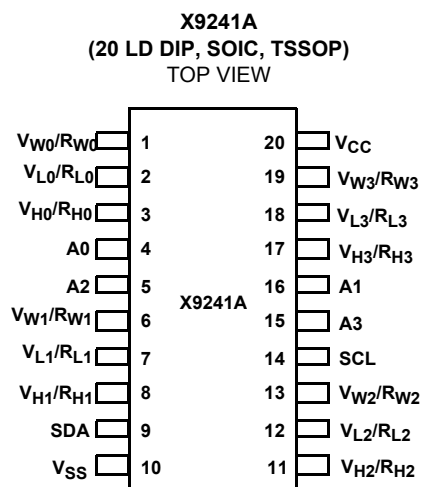 X9241A
(20 LD DIP, SOIC, TSSOP)
TOP VIEW
VW0/RW0 1 20 VCC
VL0/RL0 2 19 VW3/RW3
VH0/RH0 3 18 VL3/RL3
A0 4 17 VH3/RH3
A2 5 16 A1
X9241A
VW1/RW1 6 15 A3
VL1/RL1 7 14 SCL
VH1/RH1 8 13 VW2/RW2
SDA 9 12 VL2/RL2
VSS 10 11 VH2/RH2